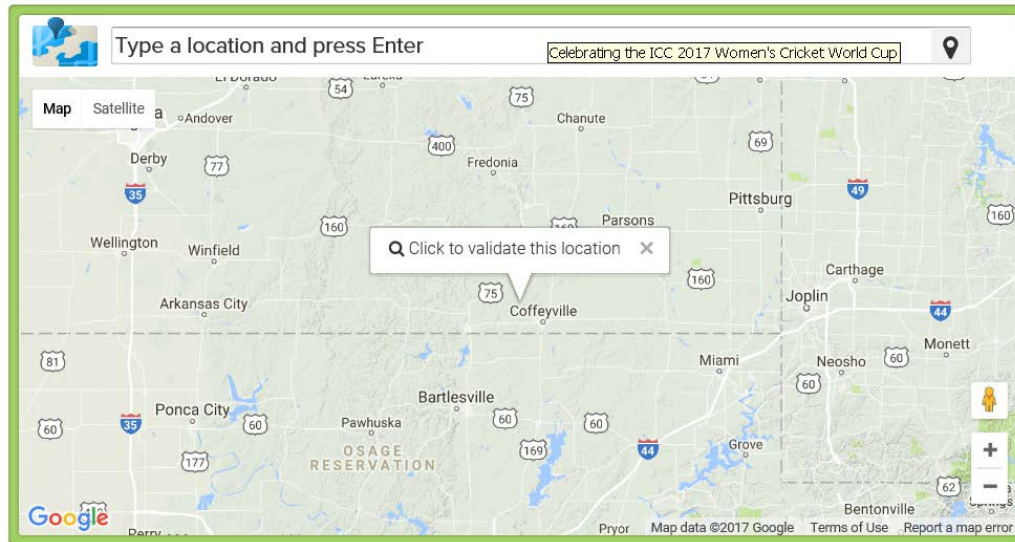 Type a location and press Enter
Celebrating the ICC 2017 Women's Cricket World Cup
El Dorado
54
75
Map
Satellite
Andover
Chanute
400
69
Derby
77
Fredonia
35
49
Pittsburg
160
Parsons
160
Wellington
Winfield
Click to validate this location
×
160
Carthage
75
Arkansas City
Coffeyville
Joplin
44
81
Miami
Neosho
60
Monett
60
Bartlesville
Ponca City
60
35
60
Pawhuska
60
60
169
OSAGE
RESERVATION
177
44
Grove
+
−
62
Bentonville
Google
Perry
Pryor
Map data ©2017 Google
Terms of Use
Report a map error